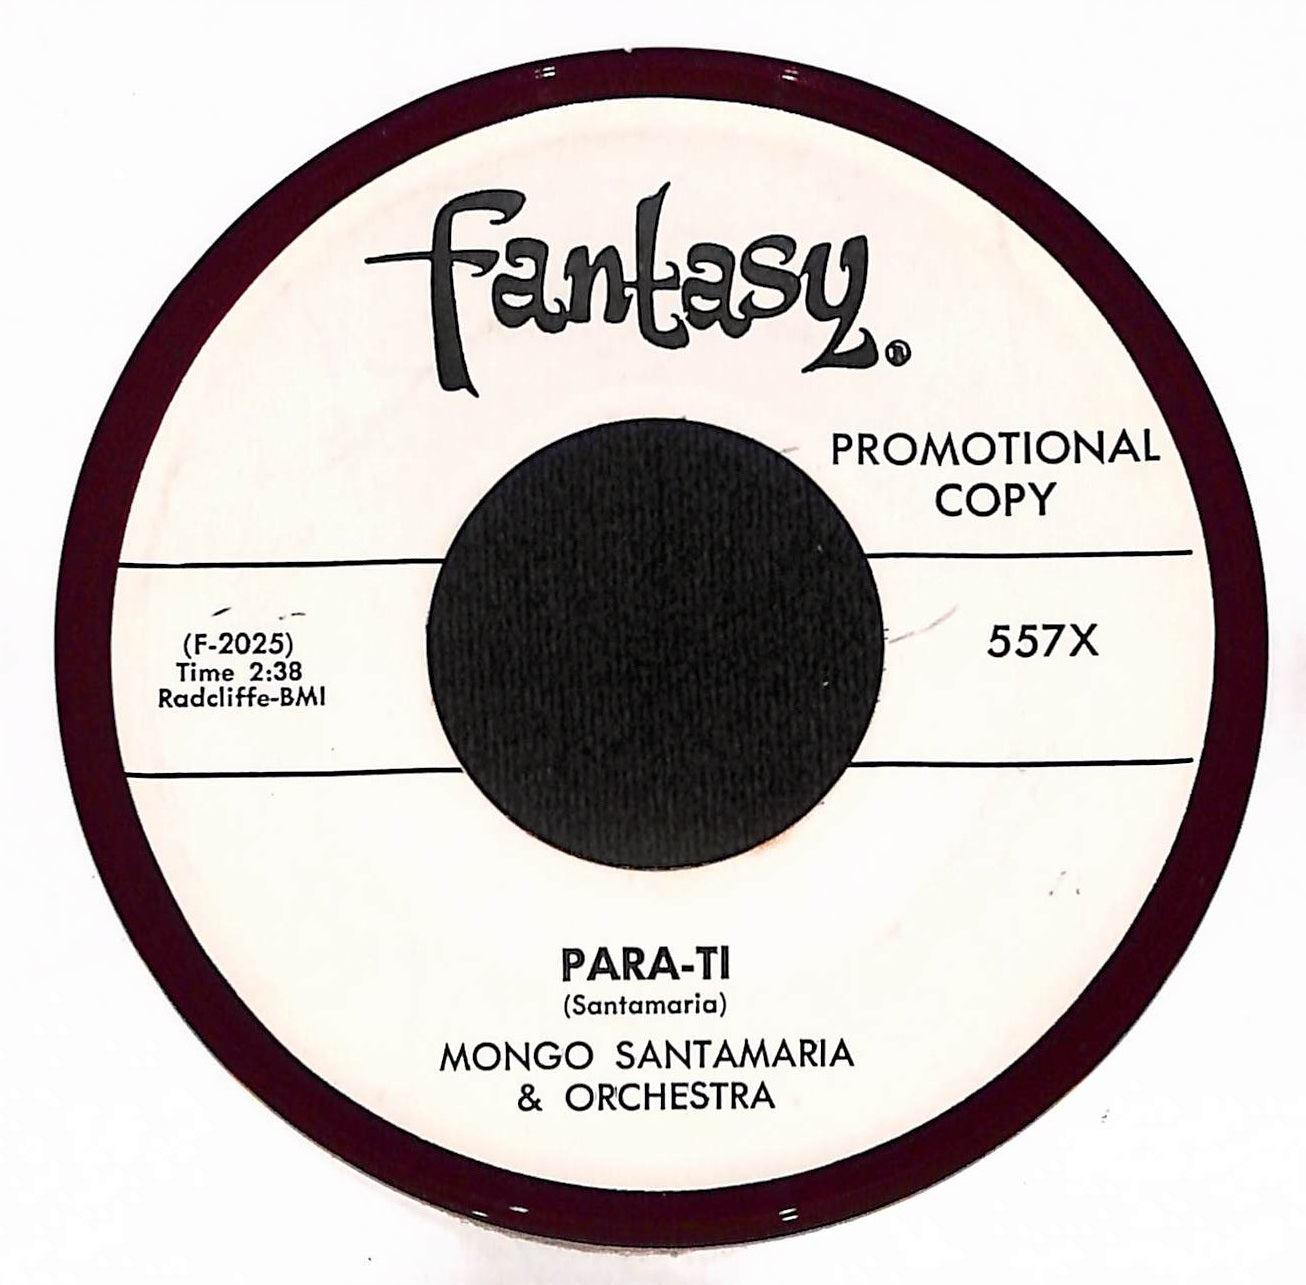 fantasy.®
PROMOTIONAL
COPY
(F-2025)
Time 2:38
Radcliffe-BMI
557X
PARA-TI
(Santamaria)
MONGO SANTAMARIA
& ORCHESTRA